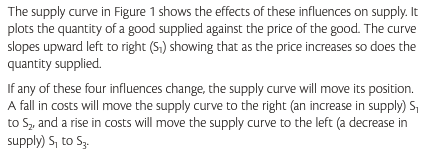 The supply curve in Figure 1 shows the effects of these influences on supply. It
plots the quantity of a good supplied against the price of the good. The curve
slopes upward left to right (S₁) showing that as the price increases so does the
quantity supplied.
If any of these four influences change, the supply curve will move its position.
A fall in costs will move the supply curve to the right (an increase in supply) S₁
to S₂, and a rise in costs will move the supply curve to the left (a decrease in
supply) S₁ to S₃.